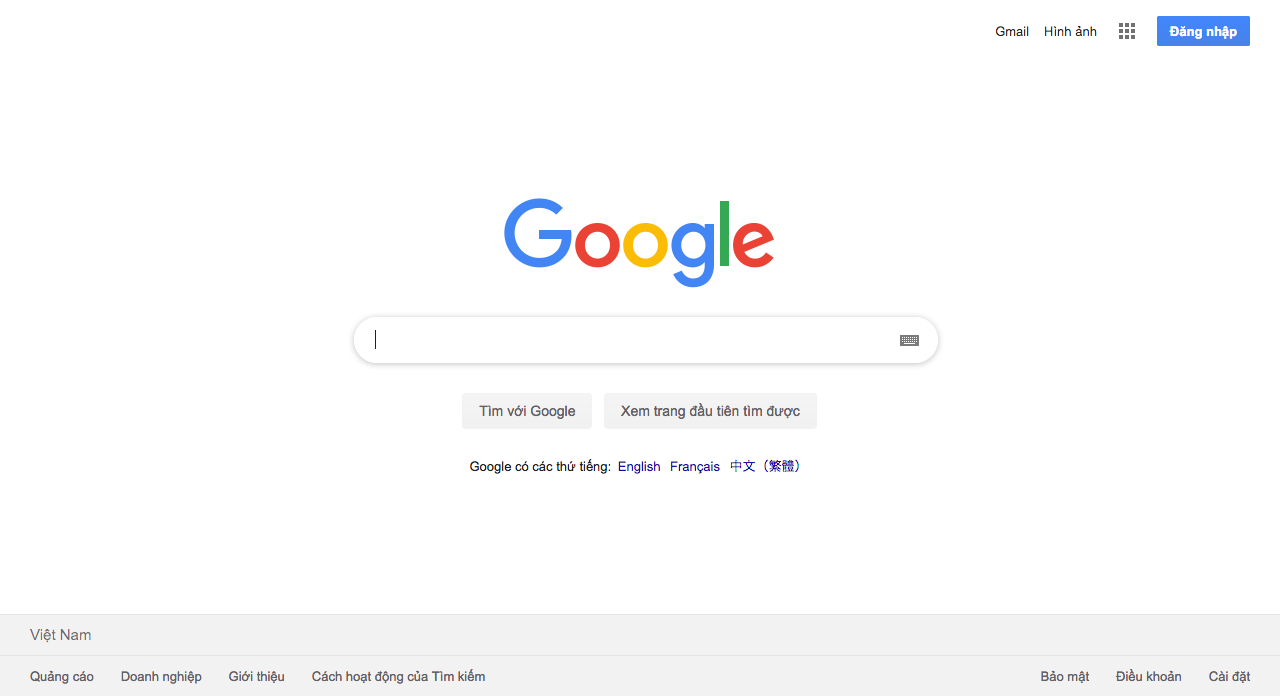 Gmail Hình ảnh Đăng nhập
Google
Tìm với Google Xem trang đầu tiên tìm được
Google có các thứ tiếng: English Français 中文（繁體）
Việt Nam
Quảng cáo Doanh nghiệp Giới thiệu Cách hoạt động của Tìm kiếm Bảo mật Điều khoản Cài đặt